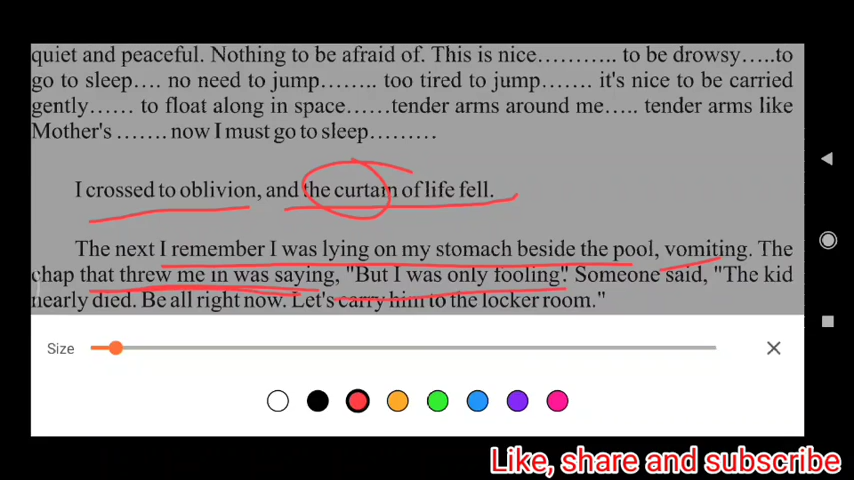 quiet and peaceful. Nothing to be afraid of. This is nice........... to be drowsy.....to
go to sleep.... no need to jump........ too tired to jump....... it's nice to be carried
gently...... to float along in space......tender arms around me..... tender arms like
Mother's ....... now I must go to sleep.........
I crossed to oblivion, and the curtain of life fell.
The next I remember I was lying on my stomach beside the pool, vomiting. The
chap that threw me in was saying, "But I was only fooling." Someone said, "The kid
nearly died. Be all right now. Let's carry him to the locker room."
Size
Like, share and subscribe